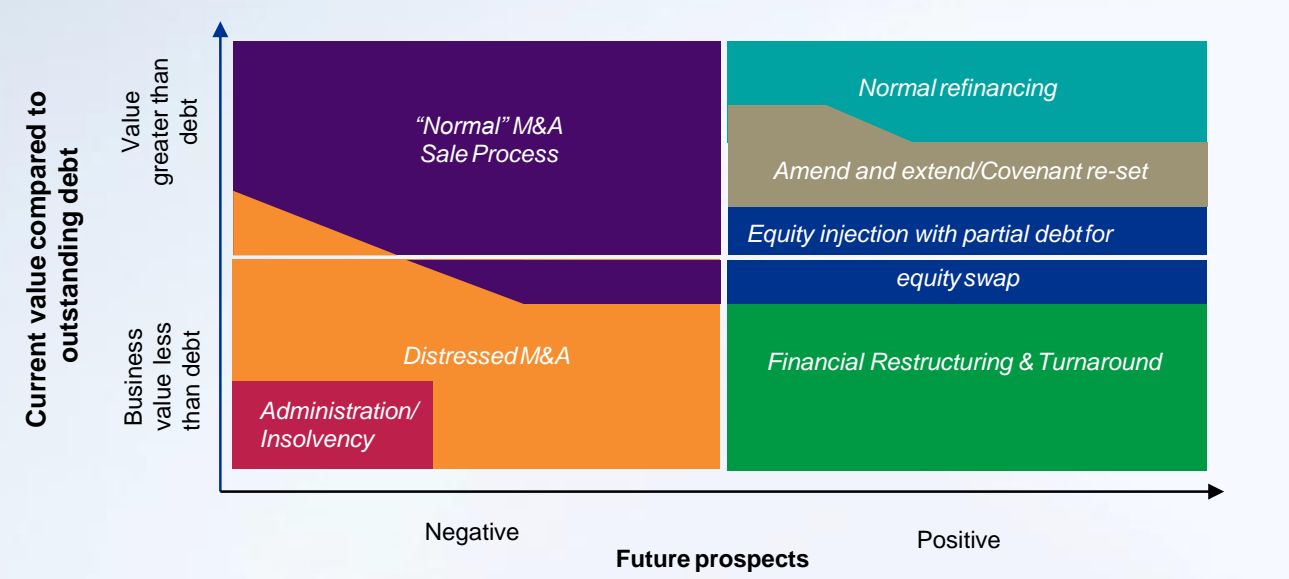 Current value compared to
outstanding debt
Value
greater than
debt
Business
value less
than debt
“Normal” M&A
Sale Process
Distressed M&A
Administration/
Insolvency
Normal refinancing
Amend and extend/Covenant re-set
Equity injection with partial debt for
equity swap
Financial Restructuring & Turnaround
Negative
Positive
Future prospects